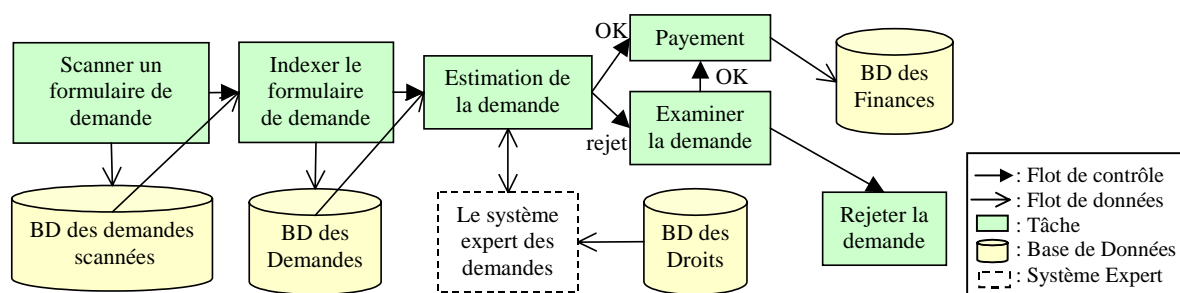 Scanner un
formulaire de
demande
Indexer le
formulaire
de demande
Estimation de
la demande
OK
Payement
OK
Examiner
la demande
rejet
BD des
Finances
BD des demandes
scannées
BD des
Demandes
Le système
expert des
demandes
BD des
Droits
Rejeter la
demande
: Flot de contrôle
: Flot de données
: Tâche
: Base de Données
: Système Expert